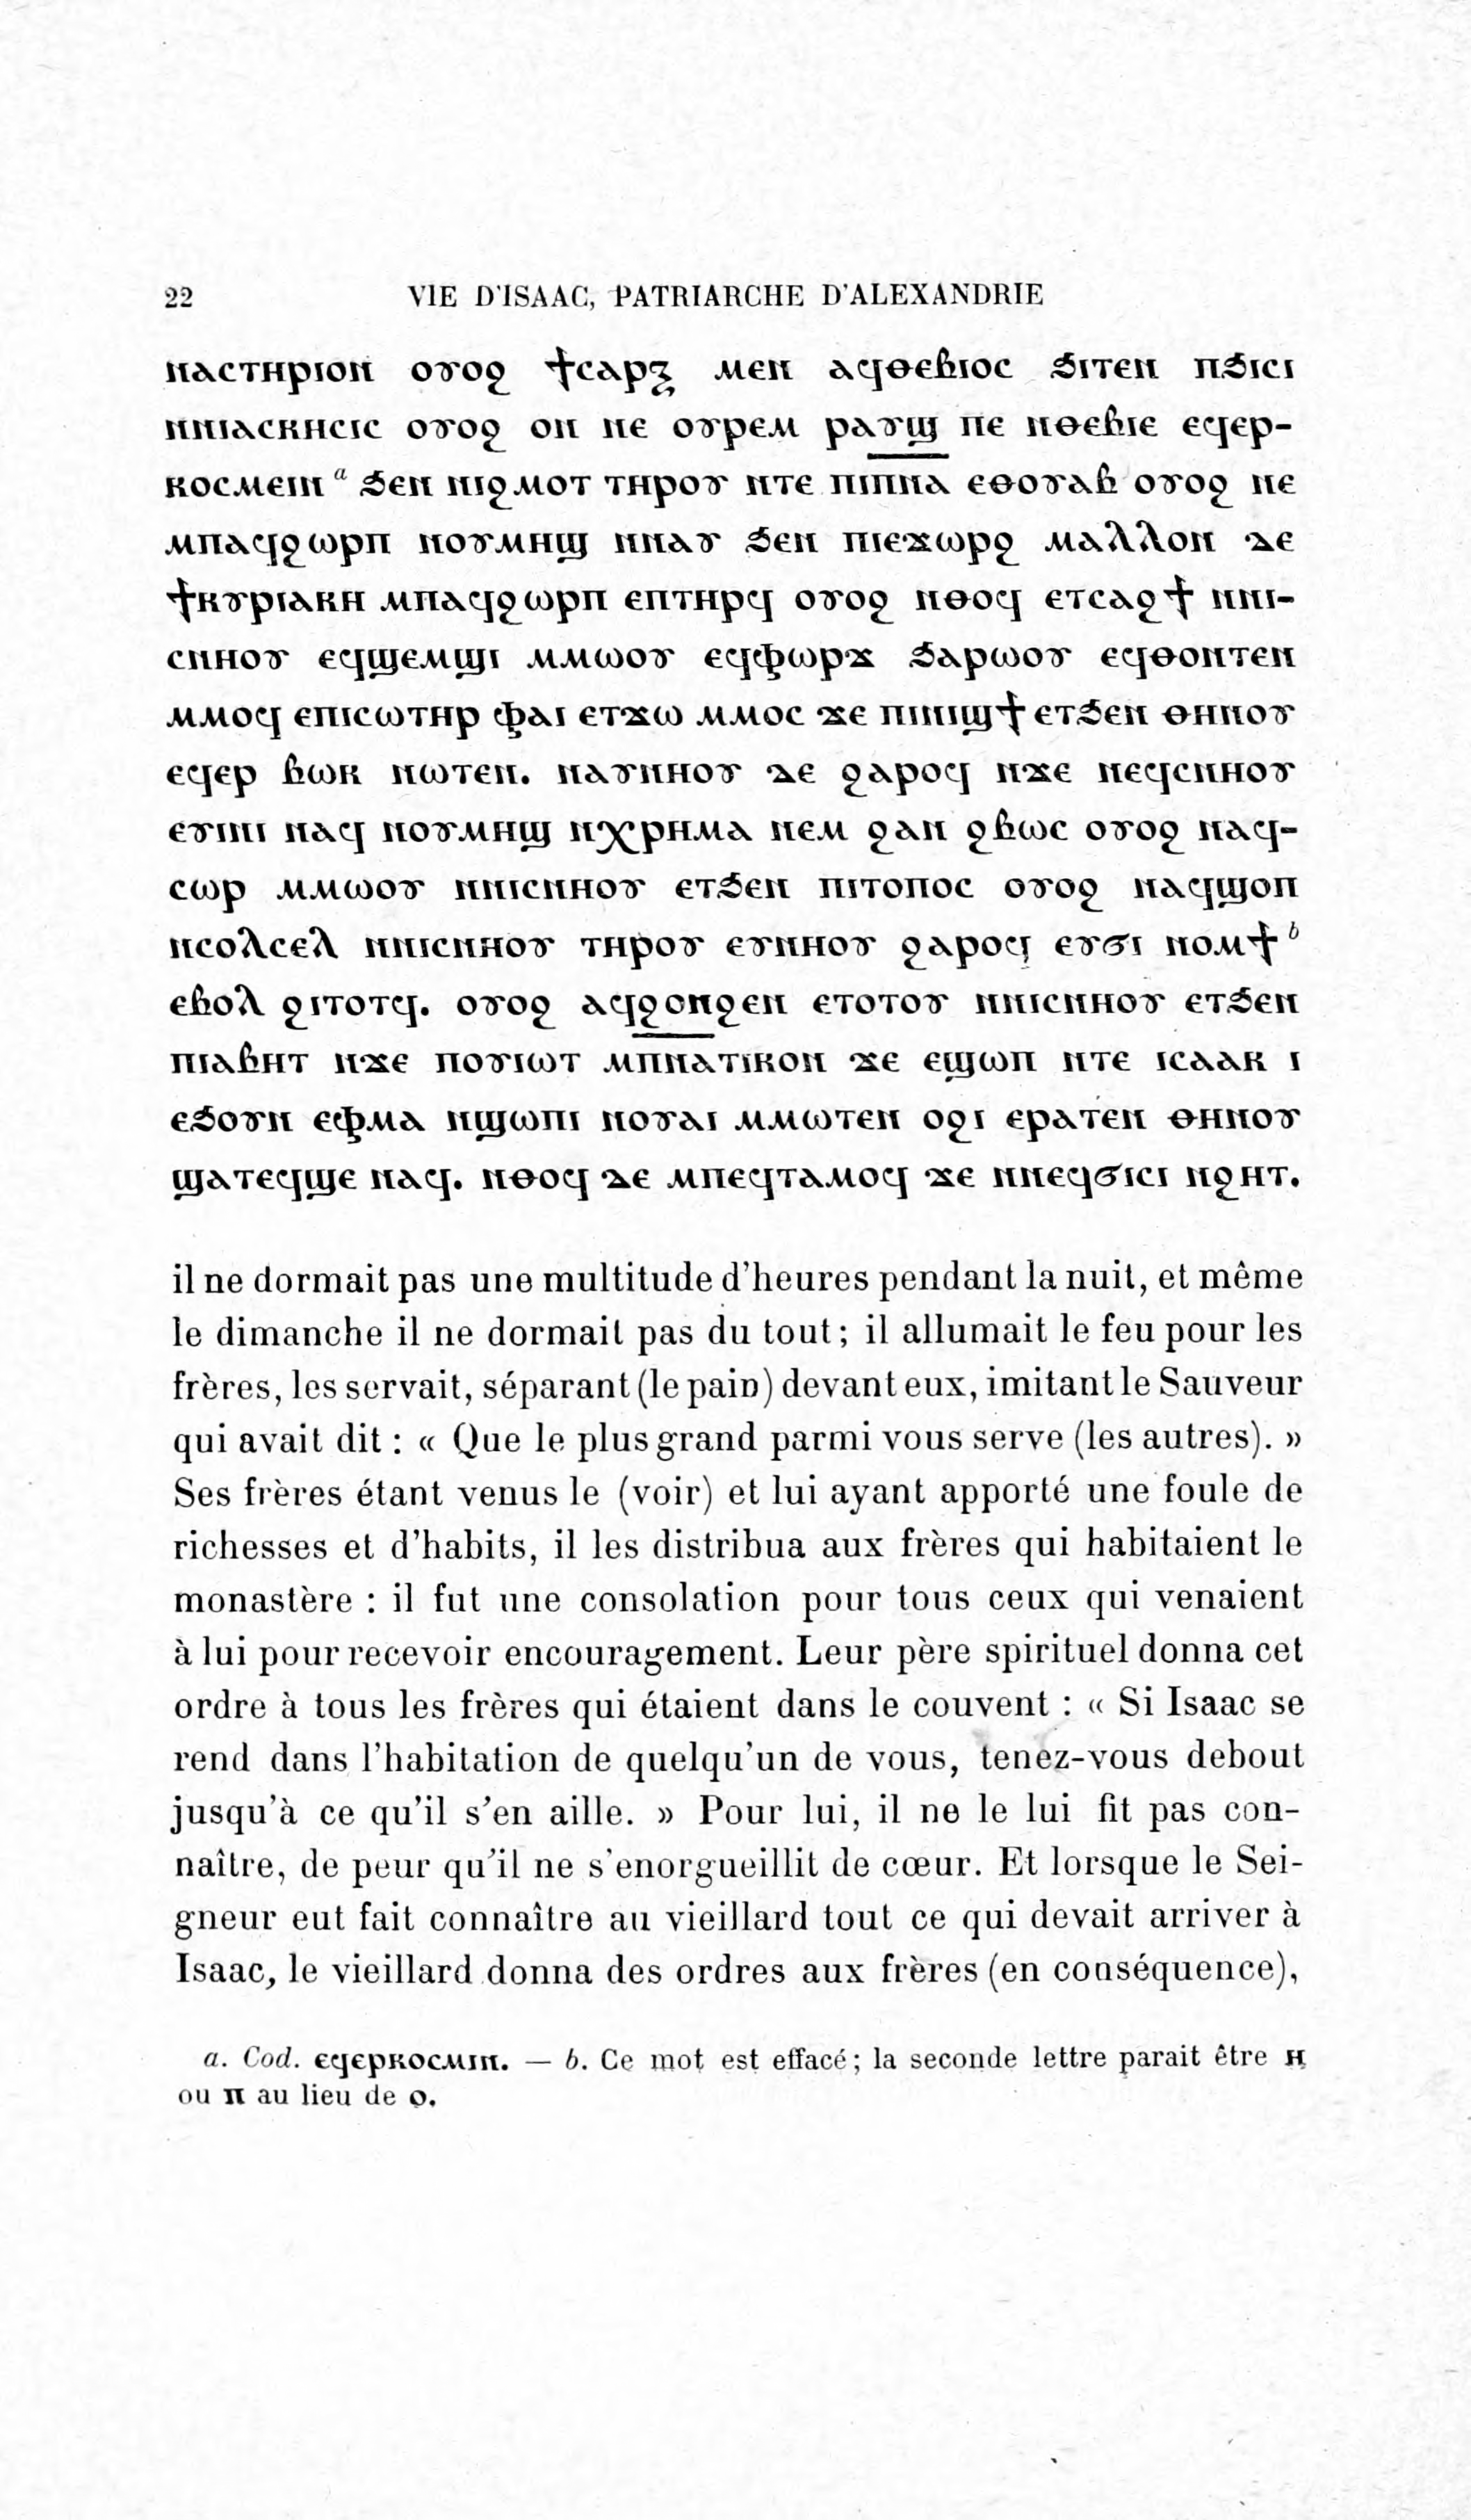 22 VIE D'ISAAC, PATRIARCHE D'ALEXANDRIE
ⲛⲁⲥⲧⲏⲣⲓⲟⲛ ⲟⲩⲟϩ ϯⲥⲁⲣⲝ ⲙⲉⲛ ⲁϥⲑⲉⲃⲓⲟⲥ ϧⲓⲧⲉⲛ ⲡϧⲓⲥⲓ
ⲛⲛⲓⲁⲥⲕⲏⲥⲓⲥ ⲟⲩⲟϩ ⲟⲛ ⲛⲉ ⲟⲩⲣⲉⲙ ⲣⲁⲩϣ ⲡⲉ ⲛⲑⲉⲃⲓⲉ ⲉϥⲉⲣ-
ⲕⲟⲥⲙⲉⲓⲛ a ϧⲉⲛ ⲛⲓϩⲙⲟⲧ ⲧⲏⲣⲟⲩ ⲛⲧⲉ ⲡⲓⲡ̅ⲛ̅ⲁ̅ ⲉⲑⲟⲩⲁⲃ ⲟⲩⲟϩ ⲛⲉ
ⲙⲡⲁϥϩⲱⲣⲡ ⲛⲟⲩⲙⲏϣ ⲛⲛⲁⲩ ϧⲉⲛ ⲡⲓⲉϫⲱⲣϩ ⲙⲁⲗⲗⲟⲛ ⲇⲉ
ϯⲕⲩⲣⲓⲁⲕⲏ ⲙⲡⲁϥϩⲱⲣⲡ ⲉⲡⲧⲏⲣϥ ⲟⲩⲟϩ ⲛⲑⲟϥ ⲉⲧⲥⲁϩϯ ⲛⲛⲓ-
ⲥⲛⲏⲟⲩ ⲉϥϣⲉⲙϣⲓ ⲙⲙⲱⲟⲩ ⲉϥⲫⲱⲣϫ ϧⲁⲣⲱⲟⲩ ⲉϥⲑⲟⲛⲧⲉⲛ
ⲙⲙⲟϥ ⲉⲡⲓⲥⲱⲧⲏⲣ ⲫⲁⲓ ⲉⲧϫⲱ ⲙⲙⲟⲥ ϫⲉ ⲡⲓⲛⲓϣϯ ⲉⲧϧⲉⲛ ⲑⲏⲛⲟⲩ
ⲉϥⲉⲣ ⲃⲱⲕ ⲛⲱⲧⲉⲛ. ⲛⲁⲩⲛⲏⲟⲩ ⲇⲉ ϩⲁⲣⲟϥ ⲛϫⲉ ⲛⲉϥⲥⲛⲏⲟⲩ
ⲉⲩⲓⲛⲓ ⲛⲁϥ ⲛⲟⲩⲙⲏϣ ⲛⲭⲣⲏⲙⲁ ⲛⲉⲙ ϩⲁⲛ ϩⲃⲱⲥ ⲟⲩⲟϩ ⲛⲁϥ-
ⲥⲱⲣ ⲙⲙⲱⲟⲩ ⲛⲛⲓⲥⲛⲏⲟⲩ ⲉⲧϧⲉⲛ ⲡⲓⲧⲟⲡⲟⲥ ⲟⲩⲟϩ ⲛⲁϥϣⲟⲡ
ⲛⲥⲟⲗⲥⲉⲗ ⲛⲛⲓⲥⲛⲏⲟⲩ ⲧⲏⲣⲟⲩ ⲉⲩⲛⲏⲟⲩ ϩⲁⲣⲟϥ ⲉⲩϭⲓ ⲛⲟⲙϯ b
ⲉⲃⲟⲗ ϩⲓⲧⲟⲧϥ. ⲟⲩⲟϩ ⲁϥϩⲟⲛϩⲉⲛ ⲉⲧⲟⲧⲟⲩ ⲛⲛⲓⲥⲛⲏⲟⲩ ⲉⲧϧⲉⲛ
ⲡⲓⲁⲃⲏⲧ ⲛϫⲉ ⲡⲟⲩⲓⲱⲧ ⲙⲡ̅ⲛ̅ⲁ̅ⲧⲓⲕⲟⲛ ϫⲉ ⲉϣⲱⲡ ⲛⲧⲉ ⲓⲥⲁⲁⲕ ⲓ
ⲉϧⲟⲩⲛ ⲉⲫⲙⲁ ⲛϣⲱⲡⲓ ⲛⲟⲩⲁⲓ ⲙⲙⲱⲧⲉⲛ ⲟϩⲓ ⲉⲣⲁⲧⲉⲛ ⲑⲏⲛⲟⲩ
ϣⲁⲧⲉϥϣⲉ ⲛⲁϥ. ⲛⲑⲟϥ ⲇⲉ ⲙⲡⲉϥⲧⲁⲙⲟϥ ϫⲉ ⲛⲛⲉϥϭⲓⲥⲓ ⲛϩⲏⲧ.
il ne dormait pas une multitude d'heures pendant la nuit, et même
le dimanche il ne dormait pas du tout; il allumait le feu pour les
frères, les servait, séparant (le pain) devant eux, imitant le Sauveur
qui avait dit : « Que le plus grand parmi vous serve (les autres). »
Ses frères étant venus le (voir) et lui ayant apporté une foule de
richesses et d'habits, il les distribua aux frères qui habitaient le
monastère : il fut une consolation pour tous ceux qui venaient
à lui pour recevoir encouragement. Leur père spirituel donna cet
ordre à tous les frères qui étaient dans le couvent : « Si Isaac se
rend dans l'habitation de quelqu'un de vous, tenez-vous debout
jusqu'à ce qu'il s'en aille. » Pour lui, il ne le lui fit pas con-
naître, de peur qu'il ne s'enorgueillit de cœur. Et lorsque le Sei-
gneur eut fait connaître au vieillard tout ce qui devait arriver à
Isaac, le vieillard donna des ordres aux frères (en conséquence),
a. Cod. ⲉϥⲉⲣⲕⲟⲥⲙⲓⲛ. — b. Ce mot est effacé; la seconde lettre parait être ⲏ
ou ⲡ au lieu de ⲟ.